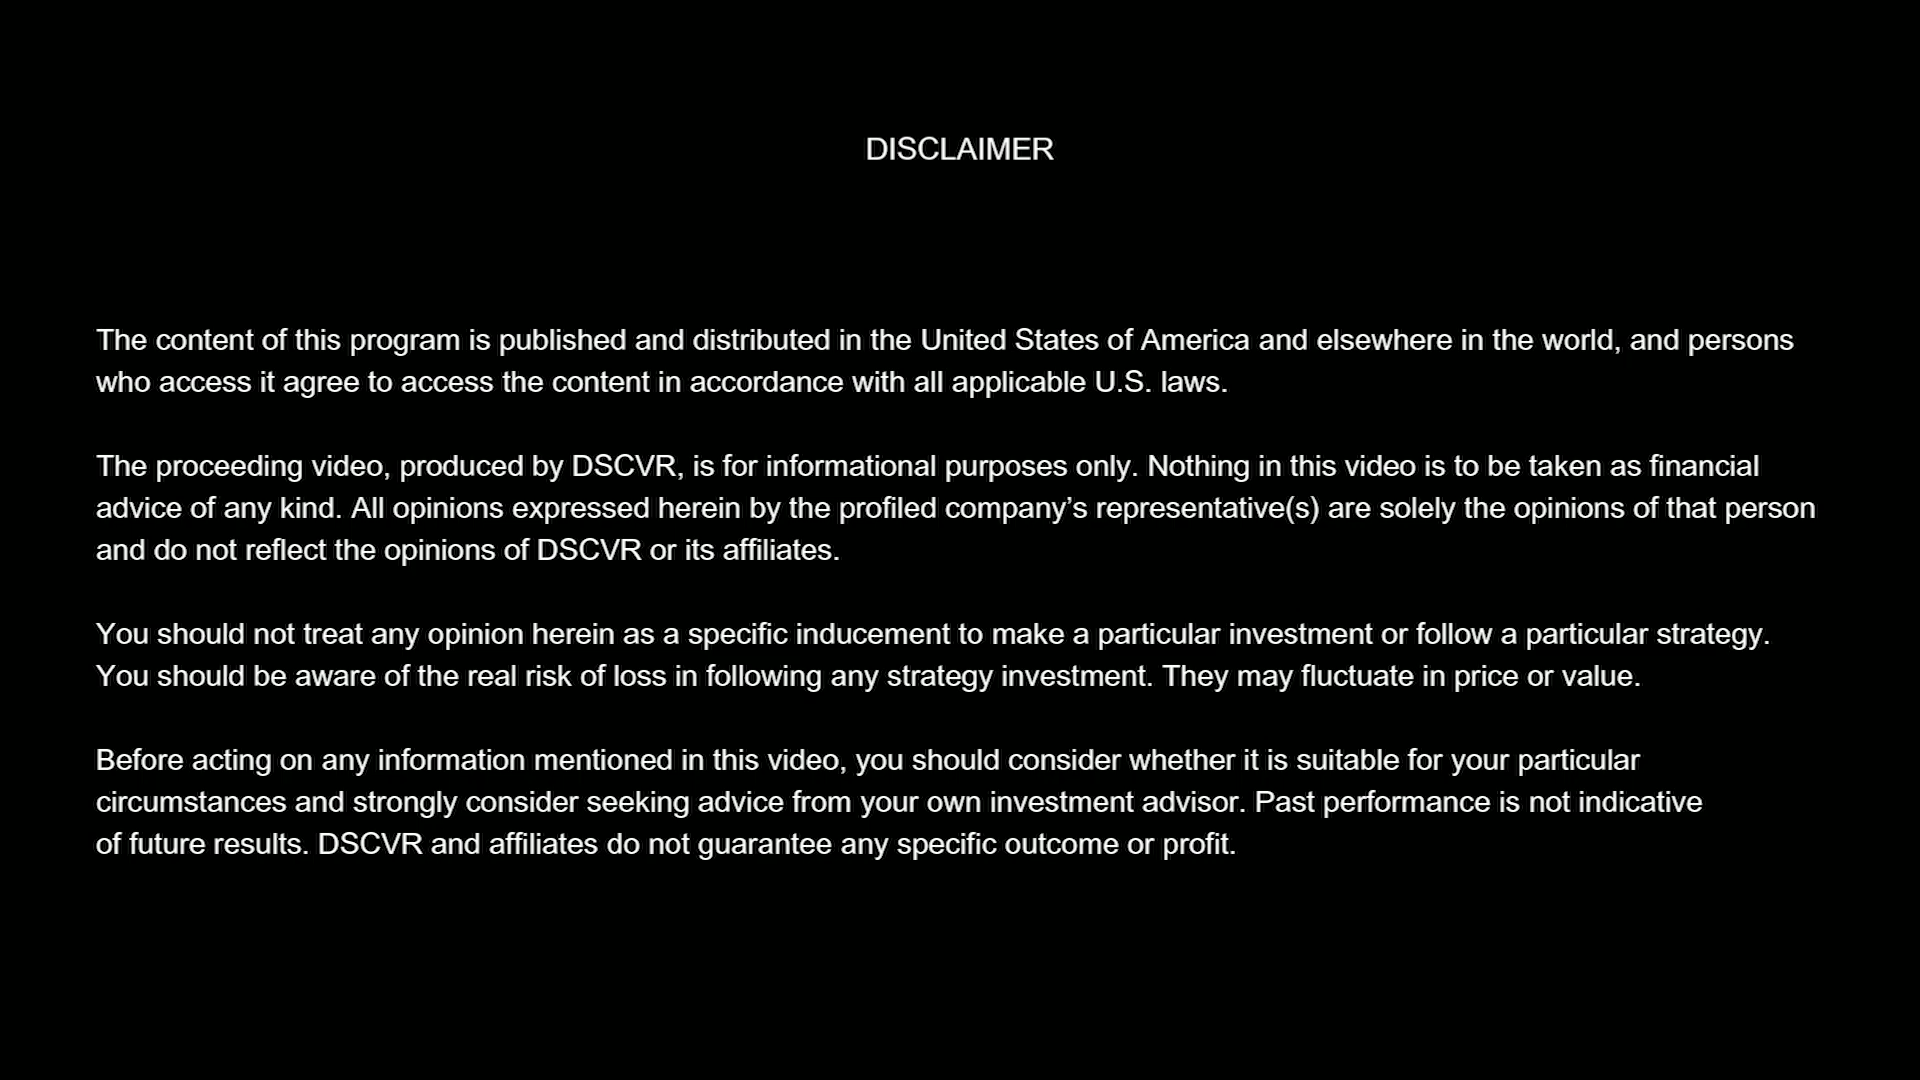 DISCLAIMER
The content of this program is published and distributed in the United States of America and elsewhere in the world, and persons
who access it agree to access the content in accordance with all applicable U.S. laws.
The proceeding video, produced by DSCVR, is for informational purposes only. Nothing in this video is to be taken as financial
advice of any kind. All opinions expressed herein by the profiled company’s representative(s) are solely the opinions of that person
and do not reflect the opinions of DSCVR or its affiliates.
You should not treat any opinion herein as a specific inducement to make a particular investment or follow a particular strategy.
You should be aware of the real risk of loss in following any strategy investment. They may fluctuate in price or value.
Before acting on any information mentioned in this video, you should consider whether it is suitable for your particular
circumstances and strongly consider seeking advice from your own investment advisor. Past performance is not indicative
of future results. DSCVR and affiliates do not guarantee any specific outcome or profit.